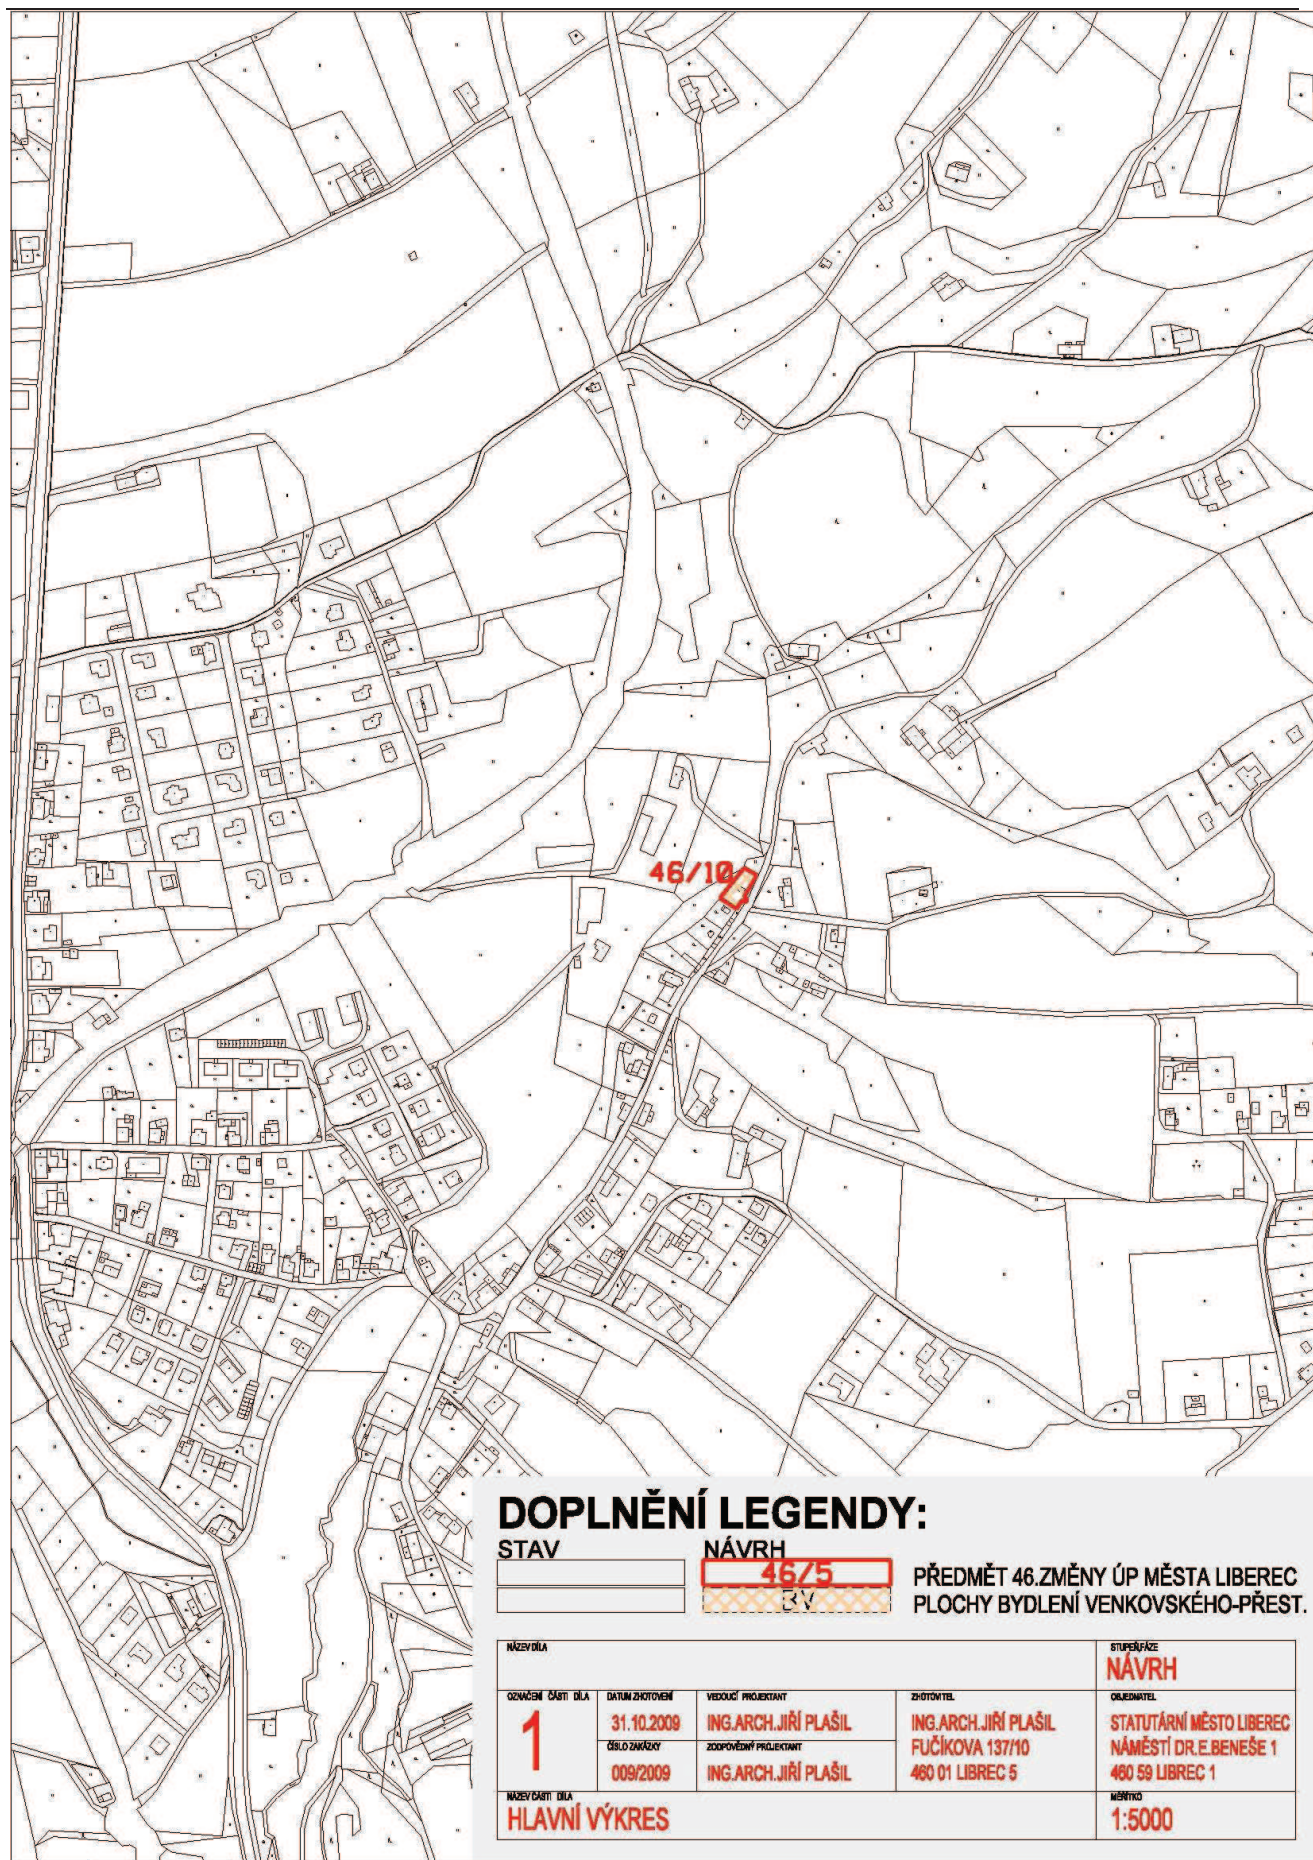 46/10
DOPLNĚNÍ LEGENDY:
STAV NÁVRH
46/5 PŘEDMĚT 46.ZMĚNY ÚP MĚSTA LIBEREC
BV PLOCHY BYDLENÍ VENKOVSKÉHO-PŘEST.
NÁZEV DÍLA
STUPEŇ/FÁZE
NÁVRH
OZNAČENÍ ČÁSTI DÍLA
1
DATUM ZHOTOVENÍ
31.10.2009
ČÍSLO ZAKÁZKY
009/2009
VEDOUCÍ PROJEKTANT
ING.ARCH.JIŘÍ PLAŠIL
ZODPOVĚDNÝ PROJEKTANT
ING.ARCH.JIŘÍ PLAŠIL
ZHOTOVITEL
ING.ARCH.JIŘÍ PLAŠIL
FUČÍKOVA 137/10
460 01 LIBREC 5
OBJEDNATEL
STATUTÁRNÍ MĚSTO LIBEREC
NÁMĚSTÍ DR.E.BENEŠE 1
460 59 LIBREC 1
NÁZEV ČÁSTI DÍLA
HLAVNÍ VÝKRES
MĚŘÍTKO
1:5000